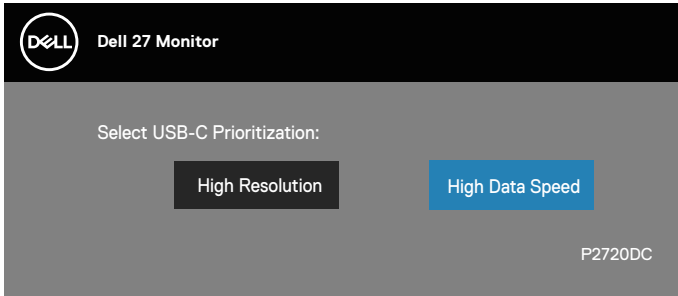 DELL
Dell 27 Monitor
Select USB-C Prioritization:
High Resolution
High Data Speed
P2720DC